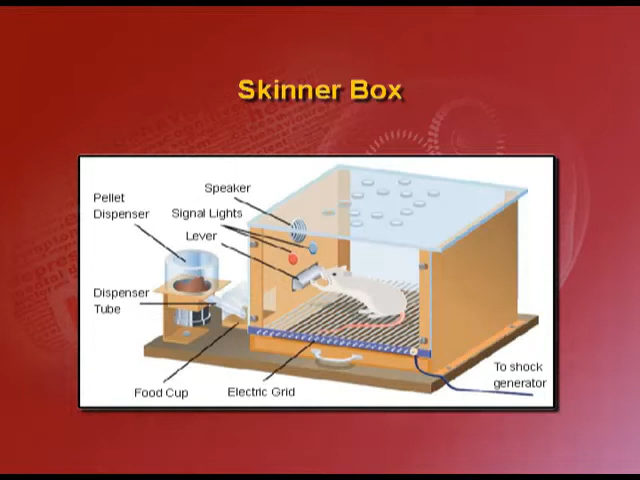 Skinner Box
Speaker
Pellet
Dispenser
Signal Lights
Lever
Dispenser
Tube
To shock
generator
Food Cup
Electric Grid